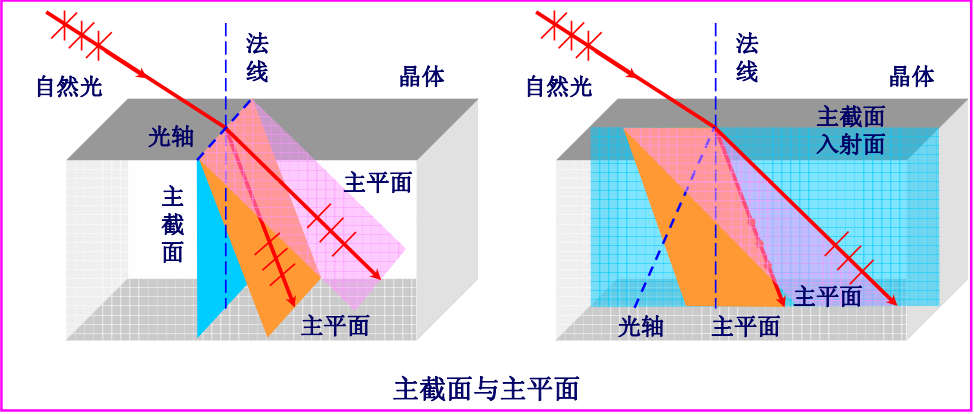 法线
自然光
晶体
光轴
主平面
主截面
主平面
法线
自然光
晶体
主截面
入射面
主平面
光轴
主平面
主截面与主平面